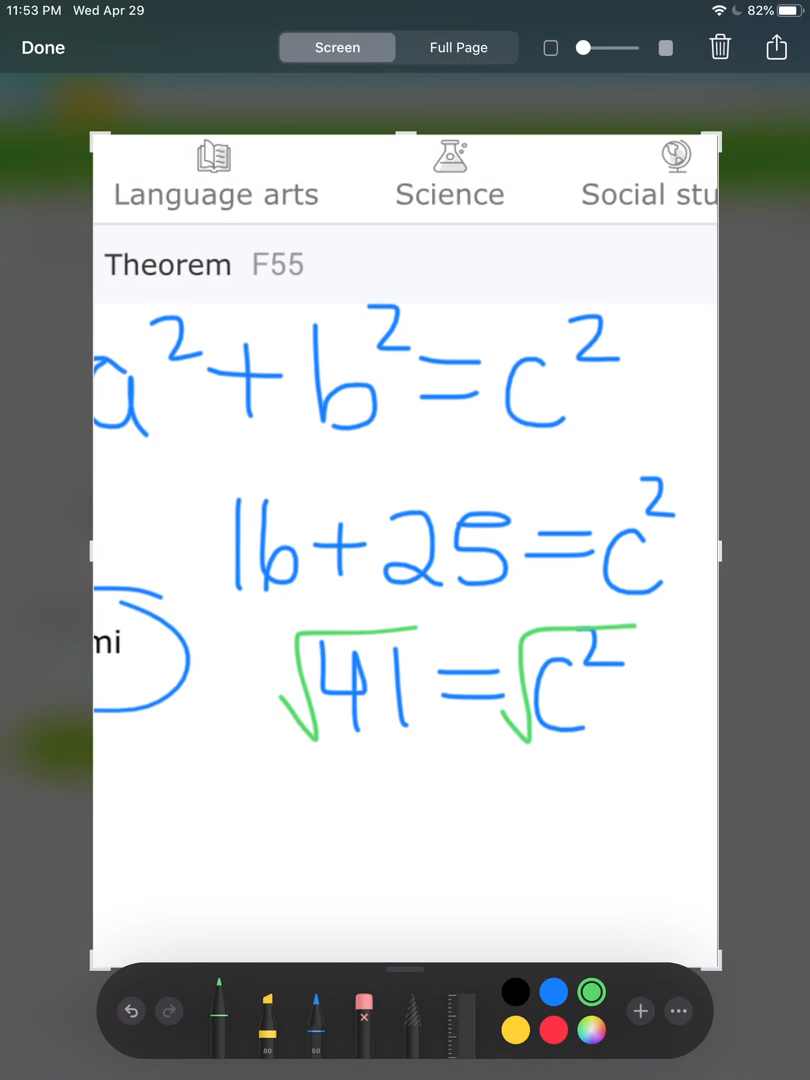 11:53 PM Wed Apr 29 82%
Done Screen Full Page
Language arts Science Social stu
Theorem F55
a² + b² = c²
16 + 25 = c²
mi
√41 = √c²
80 50